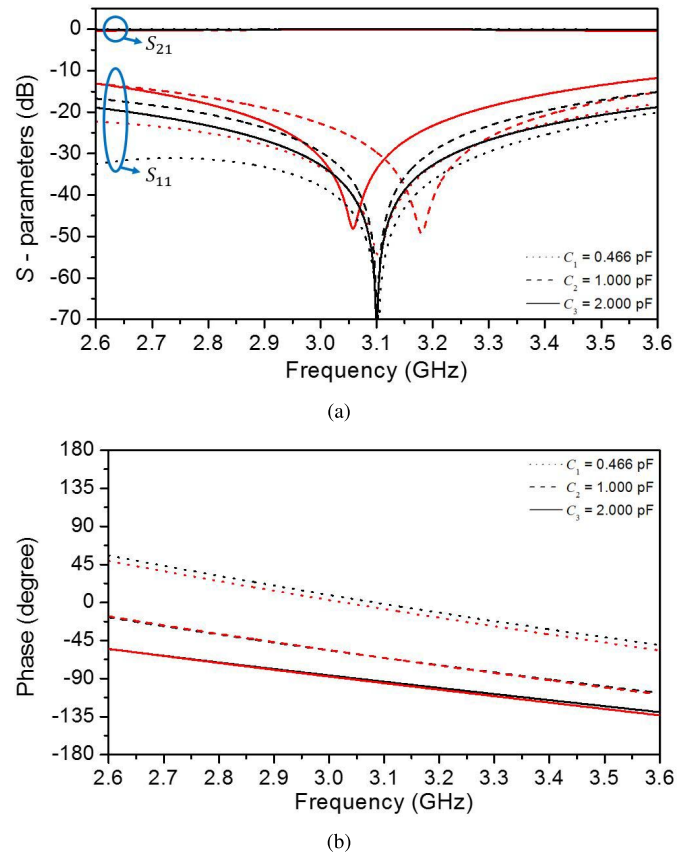 0
-10
-20
-30
-40
-50
-60
-70
S - parameters (dB)
S21
S11
C1 = 0.466 pF
C2 = 1.000 pF
C3 = 2.000 pF
2.6 2.7 2.8 2.9 3.0 3.1 3.2 3.3 3.4 3.5 3.6
Frequency (GHz)
(a)
180
135
90
45
0
-45
-90
-135
-180
Phase (degree)
C1 = 0.466 pF
C2 = 1.000 pF
C3 = 2.000 pF
2.6 2.7 2.8 2.9 3.0 3.1 3.2 3.3 3.4 3.5 3.6
Frequency (GHz)
(b)